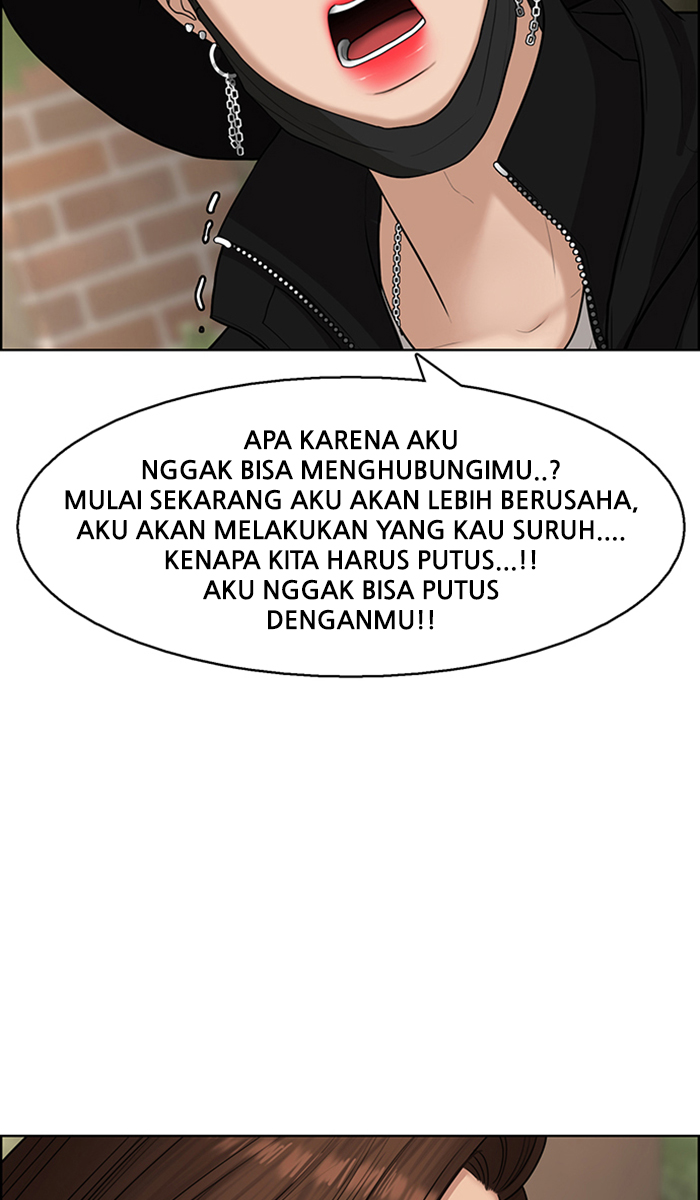 APA KARENA AKU
NGGAK BISA MENGHUBUNGIMU..?
MULAI SEKARANG AKU AKAN LEBIH BERUSAHA,
AKU AKAN MELAKUKAN YANG KAU SURUH....
KENAPA KITA HARUS PUTUS...!!
AKU NGGAK BISA PUTUS
DENGANMU!!